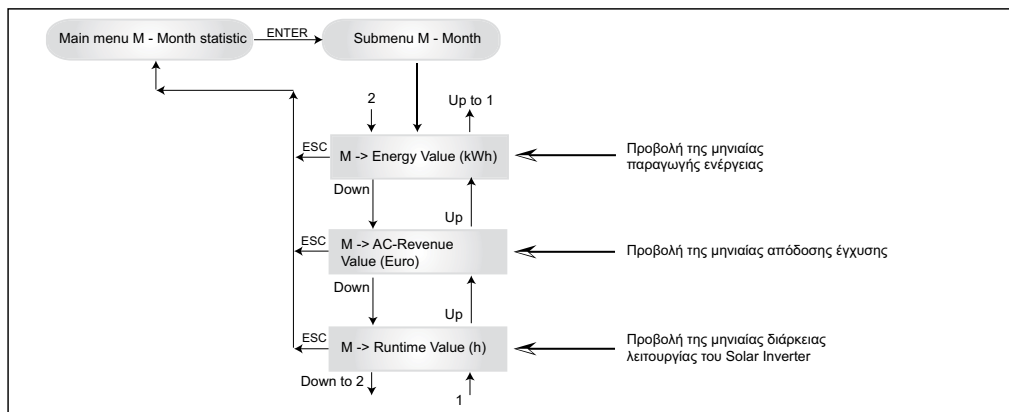 Main menu M - Month statistic
ENTER
Submenu M - Month
2
Up to 1
ESC
M -> Energy Value (kWh)
Προβολή της μηνιαίας
παραγωγής ενέργειας
Down
Up
ESC
M -> AC-Revenue
Value (Euro)
Προβολή της μηνιαίας απόδοσης έγχυσης
Down
Up
ESC
M -> Runtime Value (h)
Προβολή της μηνιαίας διάρκειας
λειτουργίας του Solar Inverter
Down to 2
1